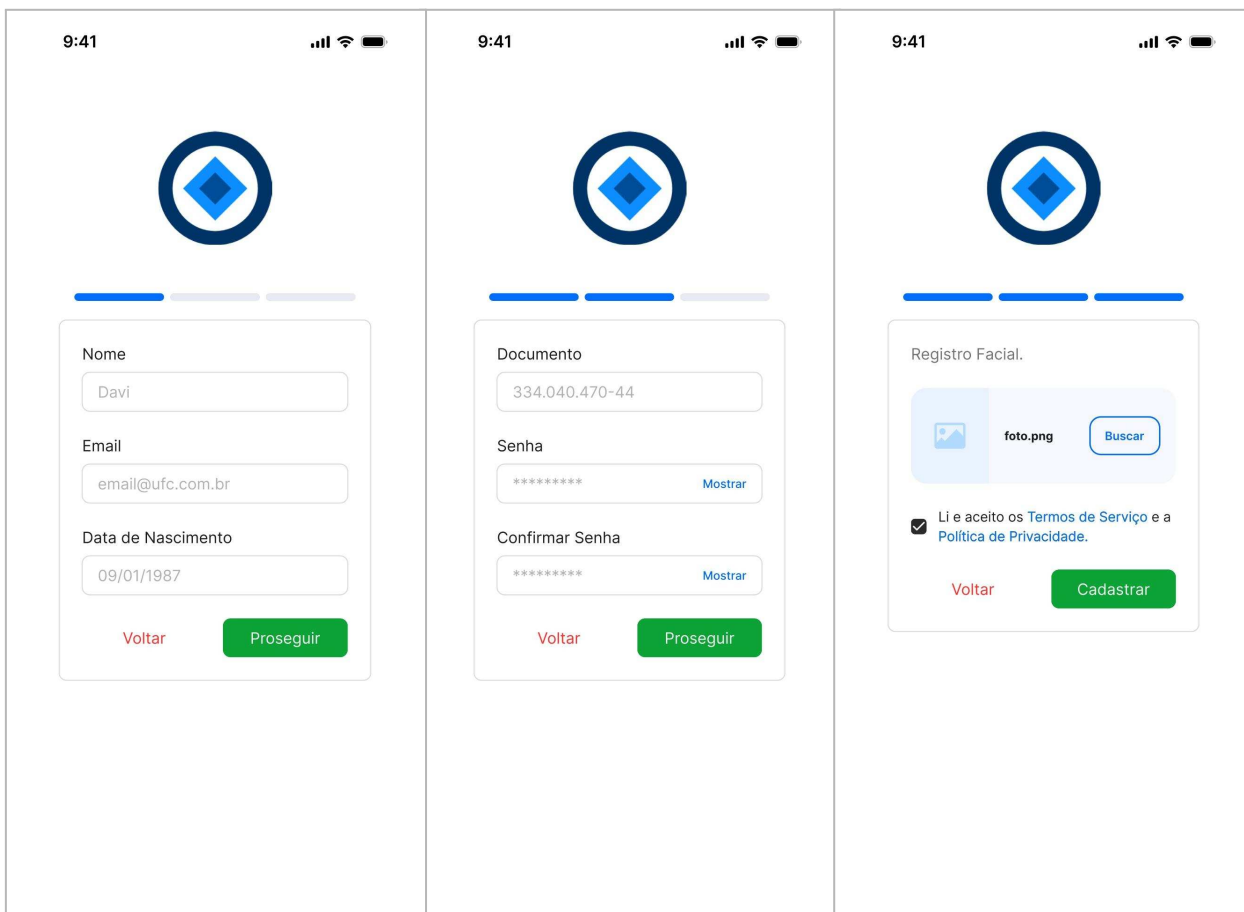 9:41
Nome
Davi
Email
email@ufc.com.br
Data de Nascimento
09/01/1987
Voltar
Proseguir
9:41
Documento
334.040.470-44
Senha
*********
Mostrar
Confirmar Senha
*********
Mostrar
Voltar
Proseguir
9:41
Registro Facial.
foto.png
Buscar
Li e aceito os Termos de Serviço e a
Política de Privacidade.
Voltar
Cadastrar